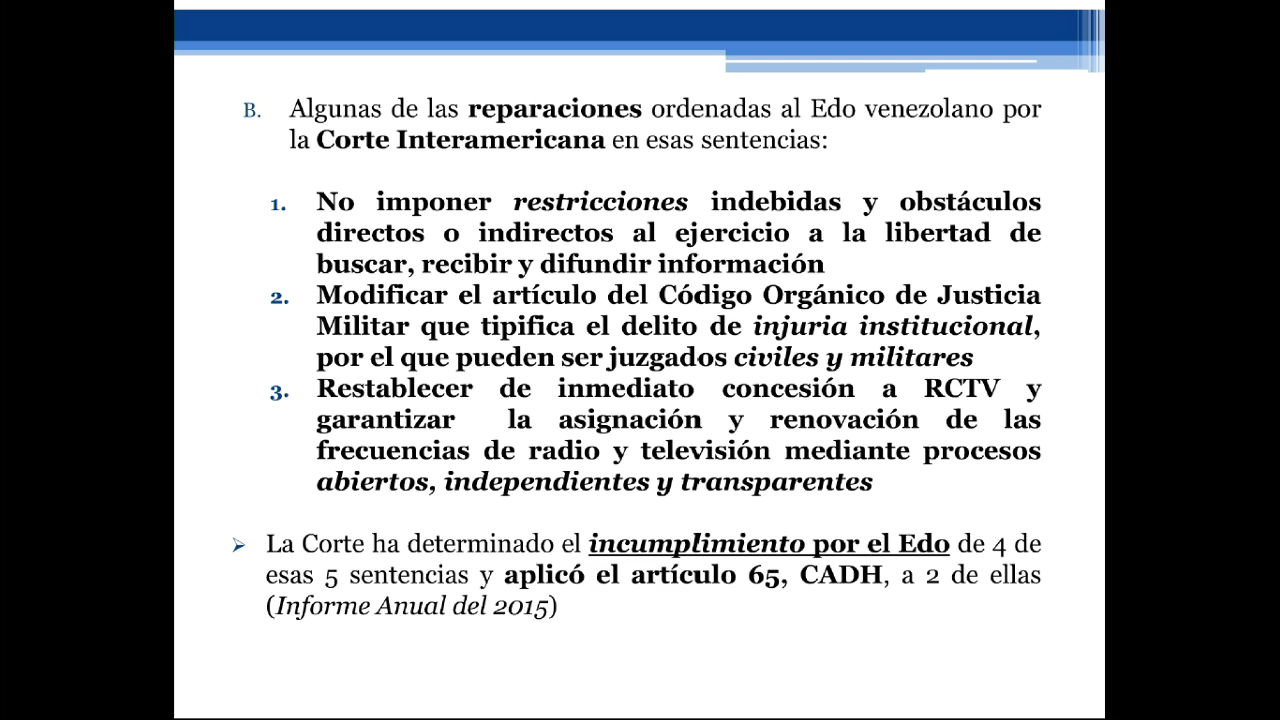 B. Algunas de las reparaciones ordenadas al Edo venezolano por
la Corte Interamericana en esas sentencias:
1. No imponer restricciones indebidas y obstáculos
directos o indirectos al ejercicio a la libertad de
buscar, recibir y difundir información
2. Modificar el artículo del Código Orgánico de Justicia
Militar que tipifica el delito de injuria institucional,
por el que pueden ser juzgados civiles y militares
3. Restablecer de inmediato concesión a RCTV y
garantizar la asignación y renovación de las
frecuencias de radio y televisión mediante procesos
abiertos, independientes y transparentes
➢ La Corte ha determinado el incumplimiento por el Edo de 4 de
esas 5 sentencias y aplicó el artículo 65, CADH, a 2 de ellas
(Informe Anual del 2015)